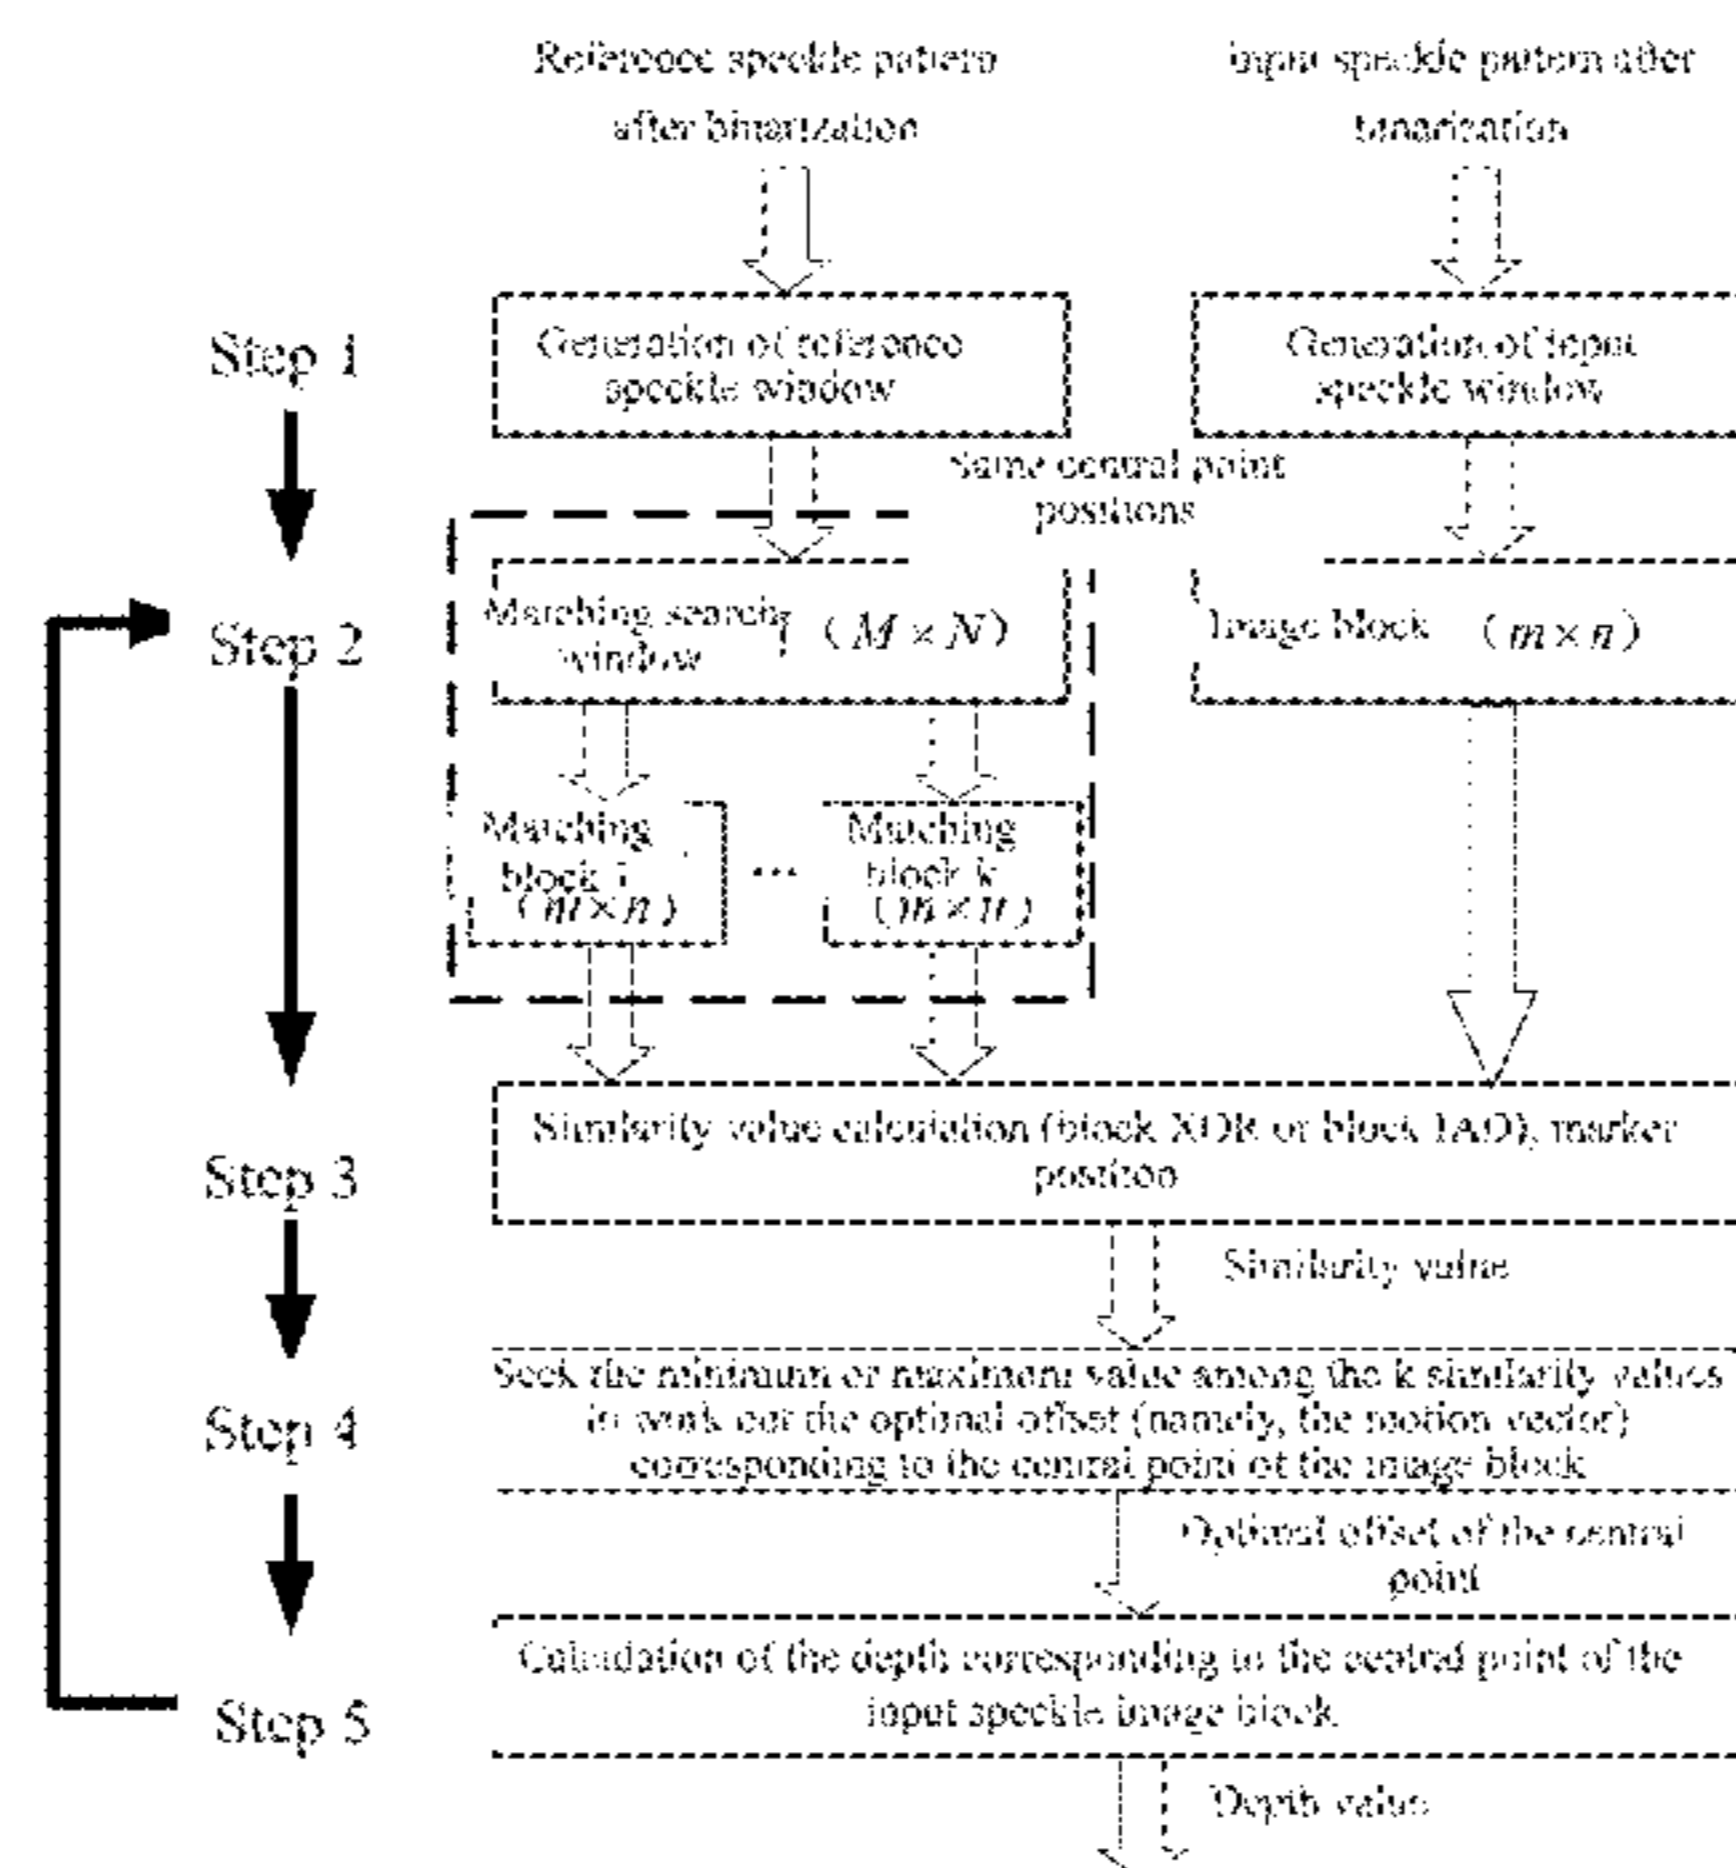 Reference speckle pattern
after binarization
input speckle pattern after
binarization
Step 1
Generation of reference
speckle window
Generation of input
speckle window
Same central point
positions
Step 2
Matching search
window
(M × N)
Image block (m × n)
Matching
block 1
(m × n)
...
Matching
block k
(m × n)
Step 3
Similarity value calculation (block XOR or block), marker
position
Similarity value
Step 4
Seek the minimum or maximum value among the k similarity values
work out the optimal offset (namely, the motion vector)
corresponding to the central point of the image block
Optimal offset of the central
point
Step 5
Calculation of the depth corresponding to the central point of the
input speckle image block
Depth value